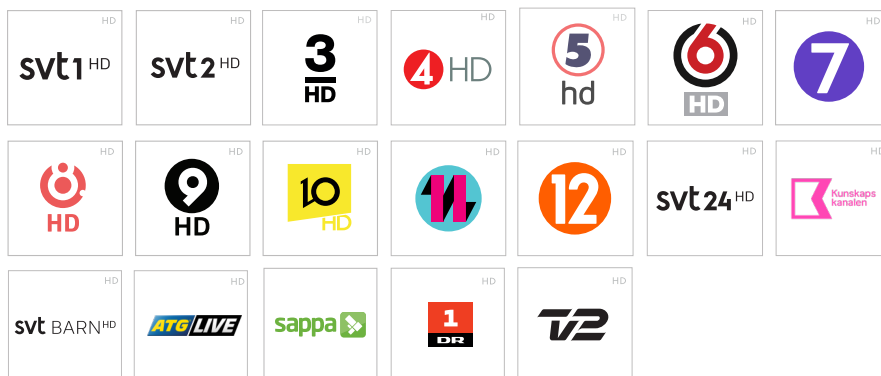 HD HD HD HD HD HD
svt1 HD
svt2 HD
3
HD
4 HD
5
hd
6
HD
7
HD HD HD HD HD HD HD
8
HD
9
HD
10
HD
11
12
svt24 HD
Kunskaps
kanalen
HD HD HD HD
svt BARN HD
ATG LIVE
sappa
1
DR
TV2